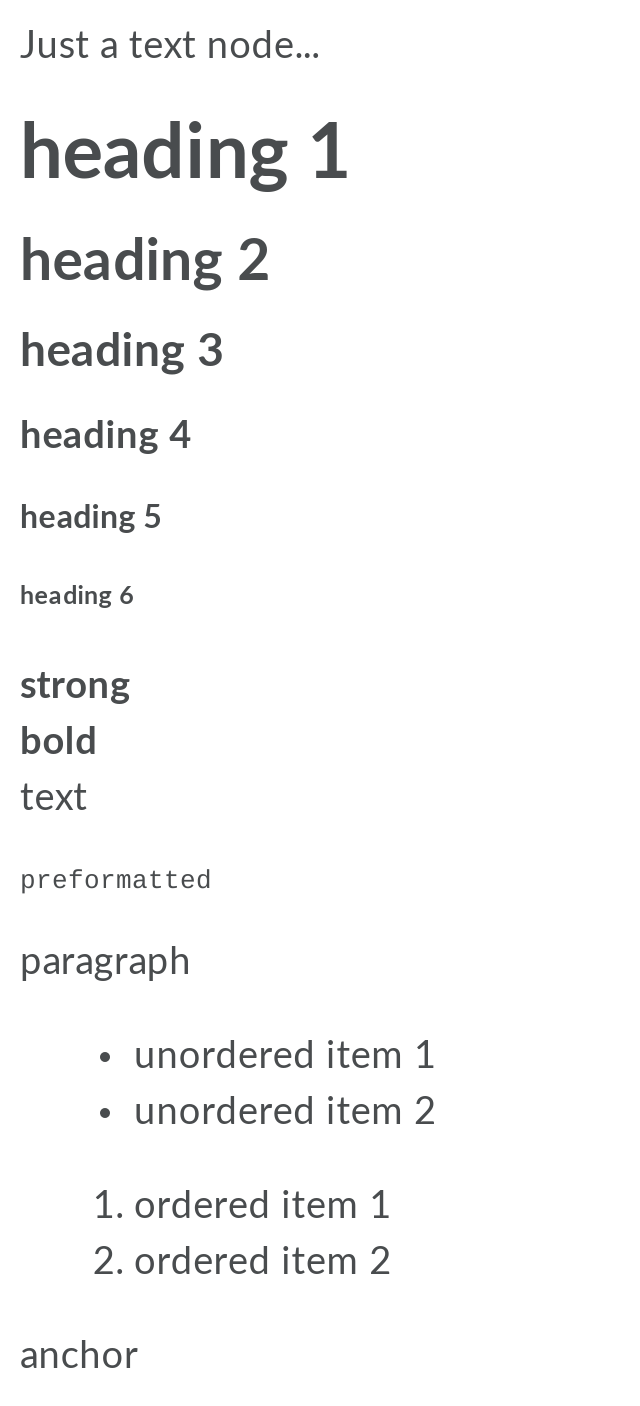 Just a text node...
heading 1
heading 2
heading 3
heading 4
heading 5
heading 6
strong
bold
text
preformatted
paragraph
• unordered item 1
• unordered item 2
1. ordered item 1
2. ordered item 2
anchor